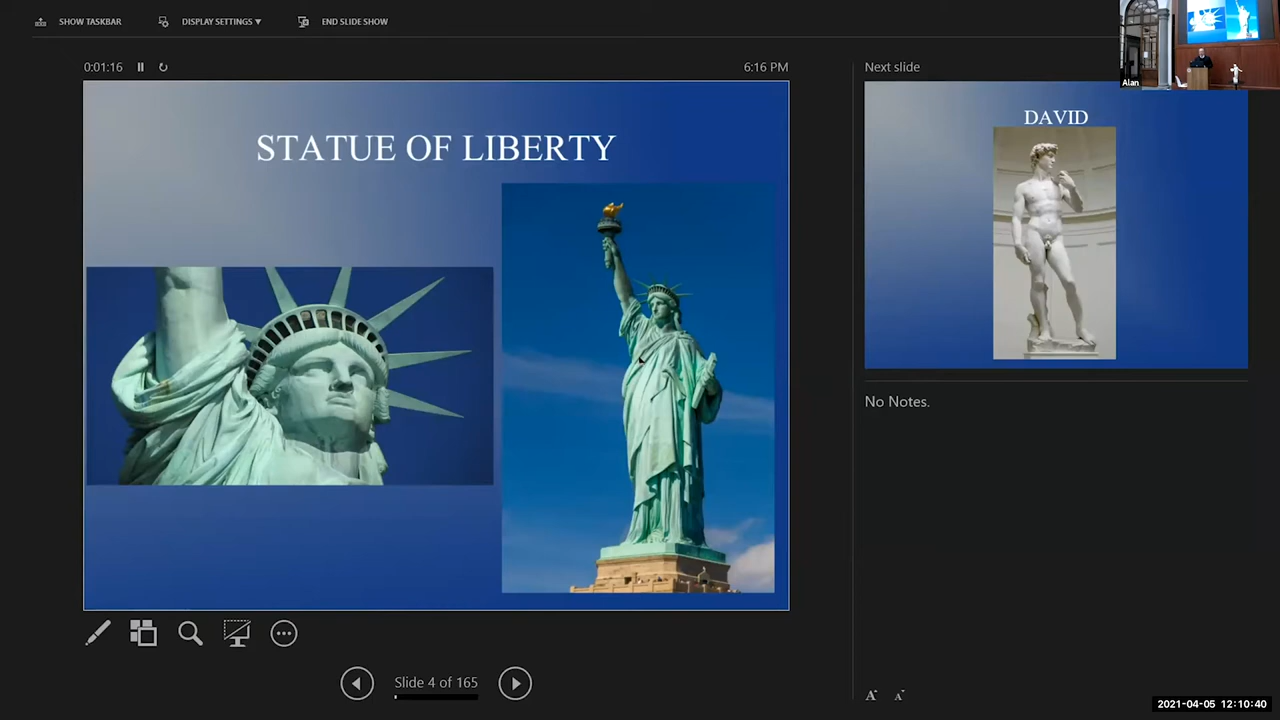 SHOW TASKBAR
DISPLAY SETTINGS ▼
END SLIDE SHOW
0:01:16
6:16 PM
STATUE OF LIBERTY
Next slide
Alan
DAVID
No Notes.
Slide 4 of 165
A
A
2021-04-05 12:10:40